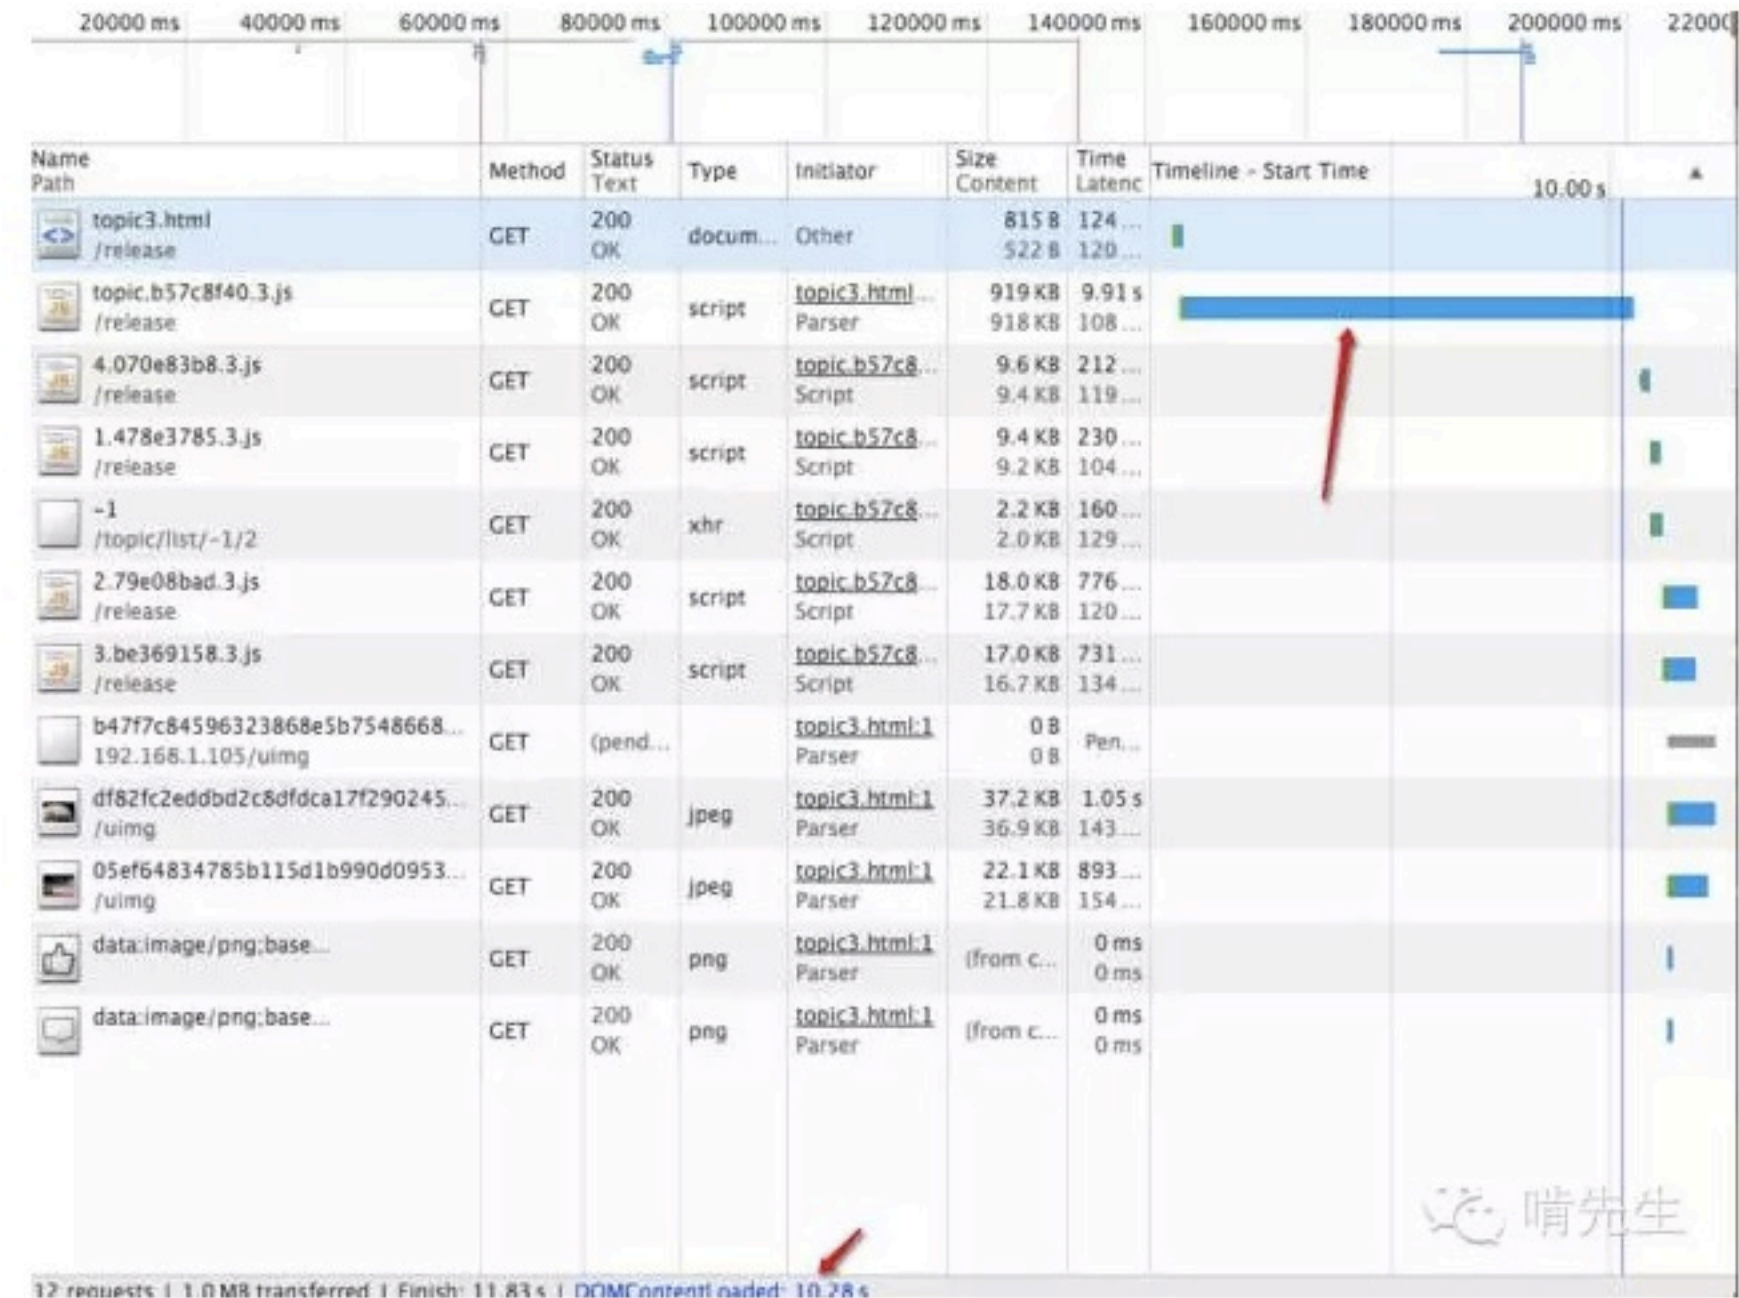 20000 ms 40000 ms 60000 ms 80000 ms 100000 ms 120000 ms 140000 ms 160000 ms 180000 ms 200000 ms 22000
Name Method Status Type Initiator Size Time Timeline - Start Time
Path Text Content Latenc 10.00 s
topic3.html GET 200 docum... Other 815 B 124 ...
/release OK 522 B 120 ...
topic.b57c8f40.3.js GET 200 script topic3.html... 919 KB 9.91 s
/release OK Parser 918 KB 108 ...
4.070e83b8.3.js GET 200 script topic.b57c8... 9.6 KB 212 ...
/release OK Script 9.4 KB 119 ...
1.478e3785.3.js GET 200 script topic.b57c8... 9.4 KB 230 ...
/release OK Script 9.2 KB 104 ...
-1 GET 200 xhr topic.b57c8... 2.2 KB 160 ...
/topic/list/-1/2 OK Script 2.0 KB 129 ...
2.79e08bad.3.js GET 200 script topic.b57c8... 18.0 KB 776 ...
/release OK Script 17.7 KB 120 ...
3.be369158.3.js GET 200 script topic.b57c8... 17.0 KB 731 ...
/release OK Script 16.7 KB 134 ...
b47f7c84596323868e5b7548668... GET (pend... topic3.html:1 0 B Pen...
192.168.1.105/uimg Parser 0 B
df82fc2eddbd2c8dfdca17f290245... GET 200 jpeg topic3.html:1 37.2 KB 1.05 s
/uimg OK Parser 36.9 KB 143 ...
05ef64834785b115d1b990d0953... GET 200 jpeg topic3.html:1 22.1 KB 893 ...
/uimg OK Parser 21.8 KB 154 ...
data:image/png;base... GET 200 png topic3.html:1 (from c... 0 ms
OK Parser 0 ms
data:image/png;base... GET 200 png topic3.html:1 (from c... 0 ms
OK Parser 0 ms
啃先生
12 requests | 1.0 MB transferred | Finish: 11.83 s | DOMContentLoaded: 10.28 s